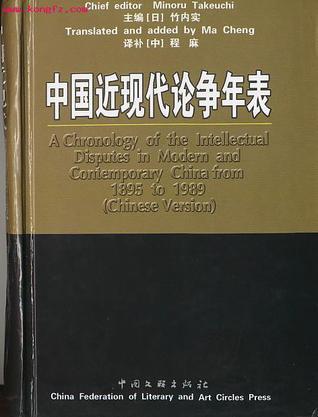 www.kongfz.com
Chief editor Minoru Takeuchi
主编 [日] 竹内实
Translated and added by Ma Cheng
译补 [中] 程 麻
中国近现代论争年表
A Chronology of the Intellectual
Disputes in Modern and
Contemporary China from
1895 to 1989
(Chinese Version)
中国文联出版社
China Federation of Literary and Art Circles Press